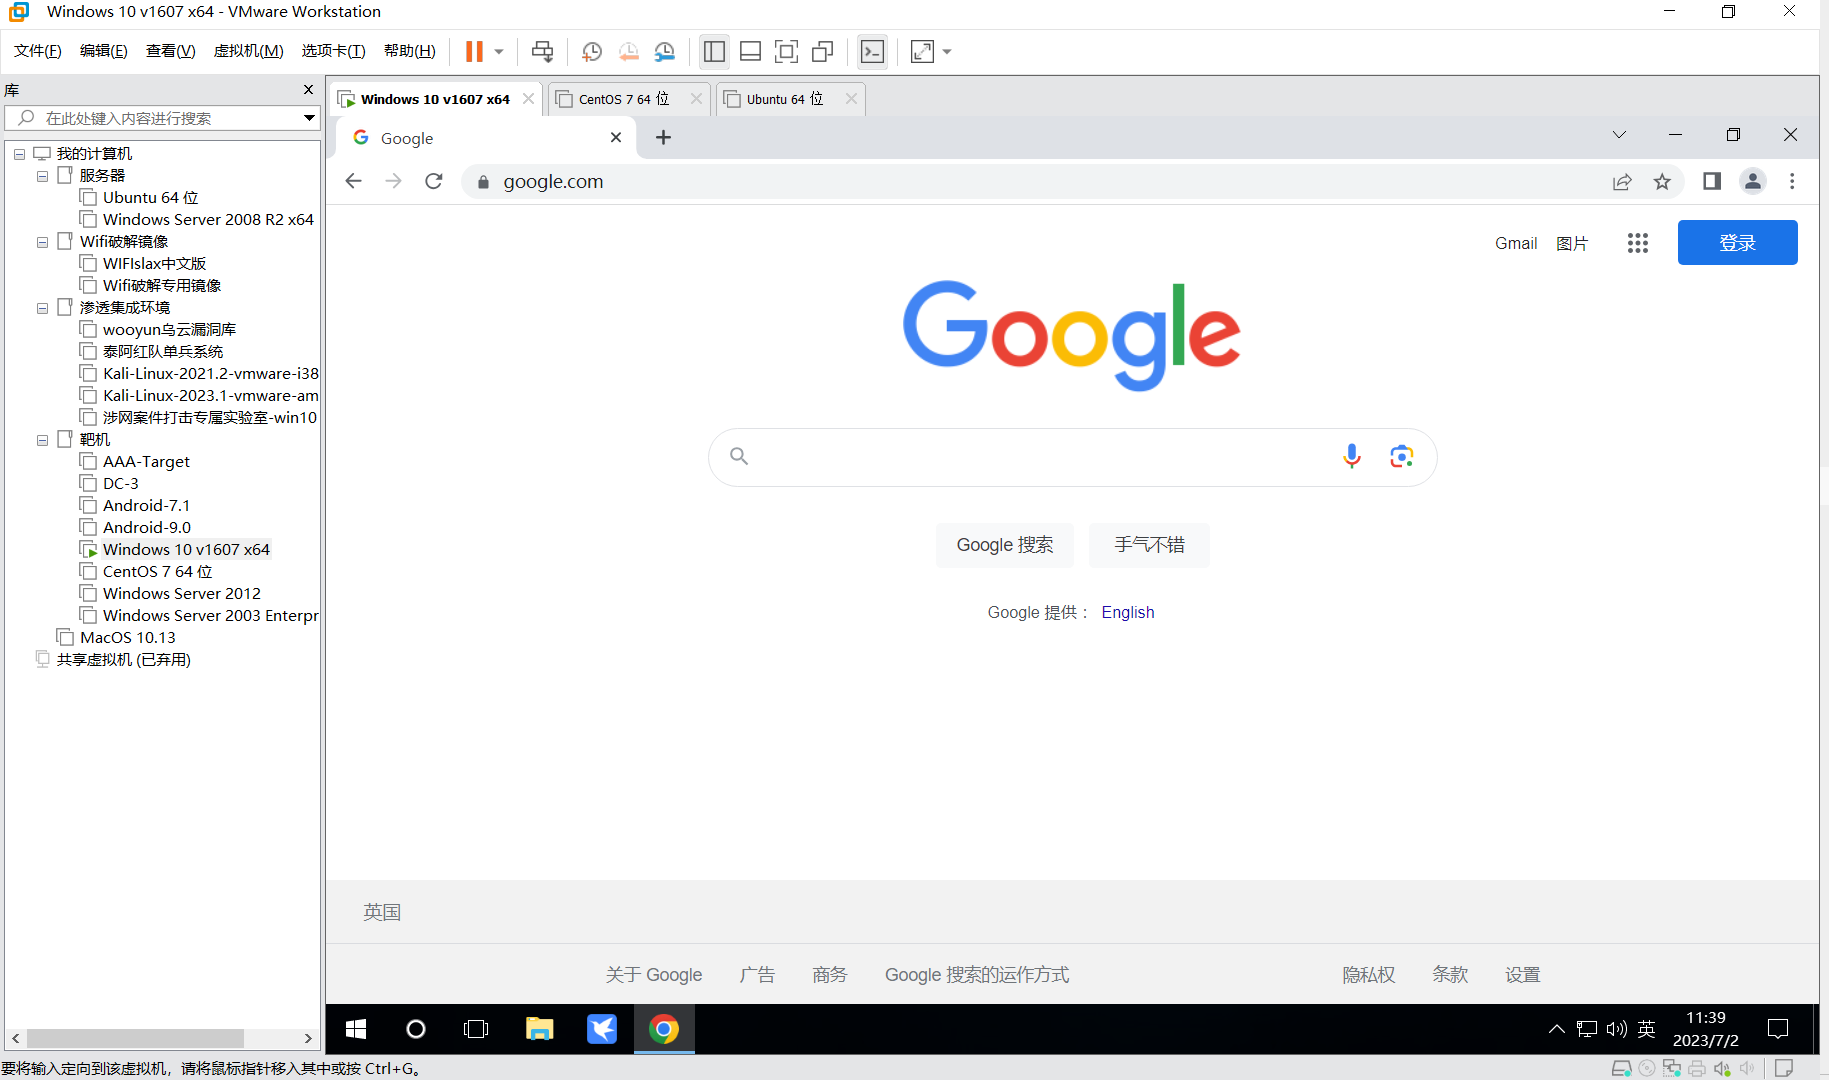 Windows 10 v1607 x64 - VMware Workstation
文件(F) 编辑(E) 查看(V) 虚拟机(M) 选项卡(T) 帮助(H)
库
在此处键入内容进行搜索
我的计算机
服务器
Ubuntu 64 位
Windows Server 2008 R2 x64
Wifi破解镜像
WIFIslax中文版
Wifi破解专用镜像
渗透集成环境
wooyun乌云漏洞库
泰阿红队单兵系统
Kali-Linux-2021.2-vmware-i38
Kali-Linux-2023.1-vmware-am
涉网案件打击专属实验室-win10
靶机
AAA-Target
DC-3
Android-7.1
Android-9.0
Windows 10 v1607 x64
CentOS 7 64 位
Windows Server 2012
Windows Server 2003 Enterpr
MacOS 10.13
共享虚拟机 (已弃用)
Windows 10 v1607 x64 CentOS 7 64 位 Ubuntu 64 位
Google
google.com
Gmail 图片 登录
Google
Google 搜索 手气不错
Google 提供： English
英国
关于 Google 广告 商务 Google 搜索的运作方式 隐私权 条款 设置
英 11:39
2023/7/2
要将输入定向到该虚拟机，请将鼠标指针移入其中或按 Ctrl+G。